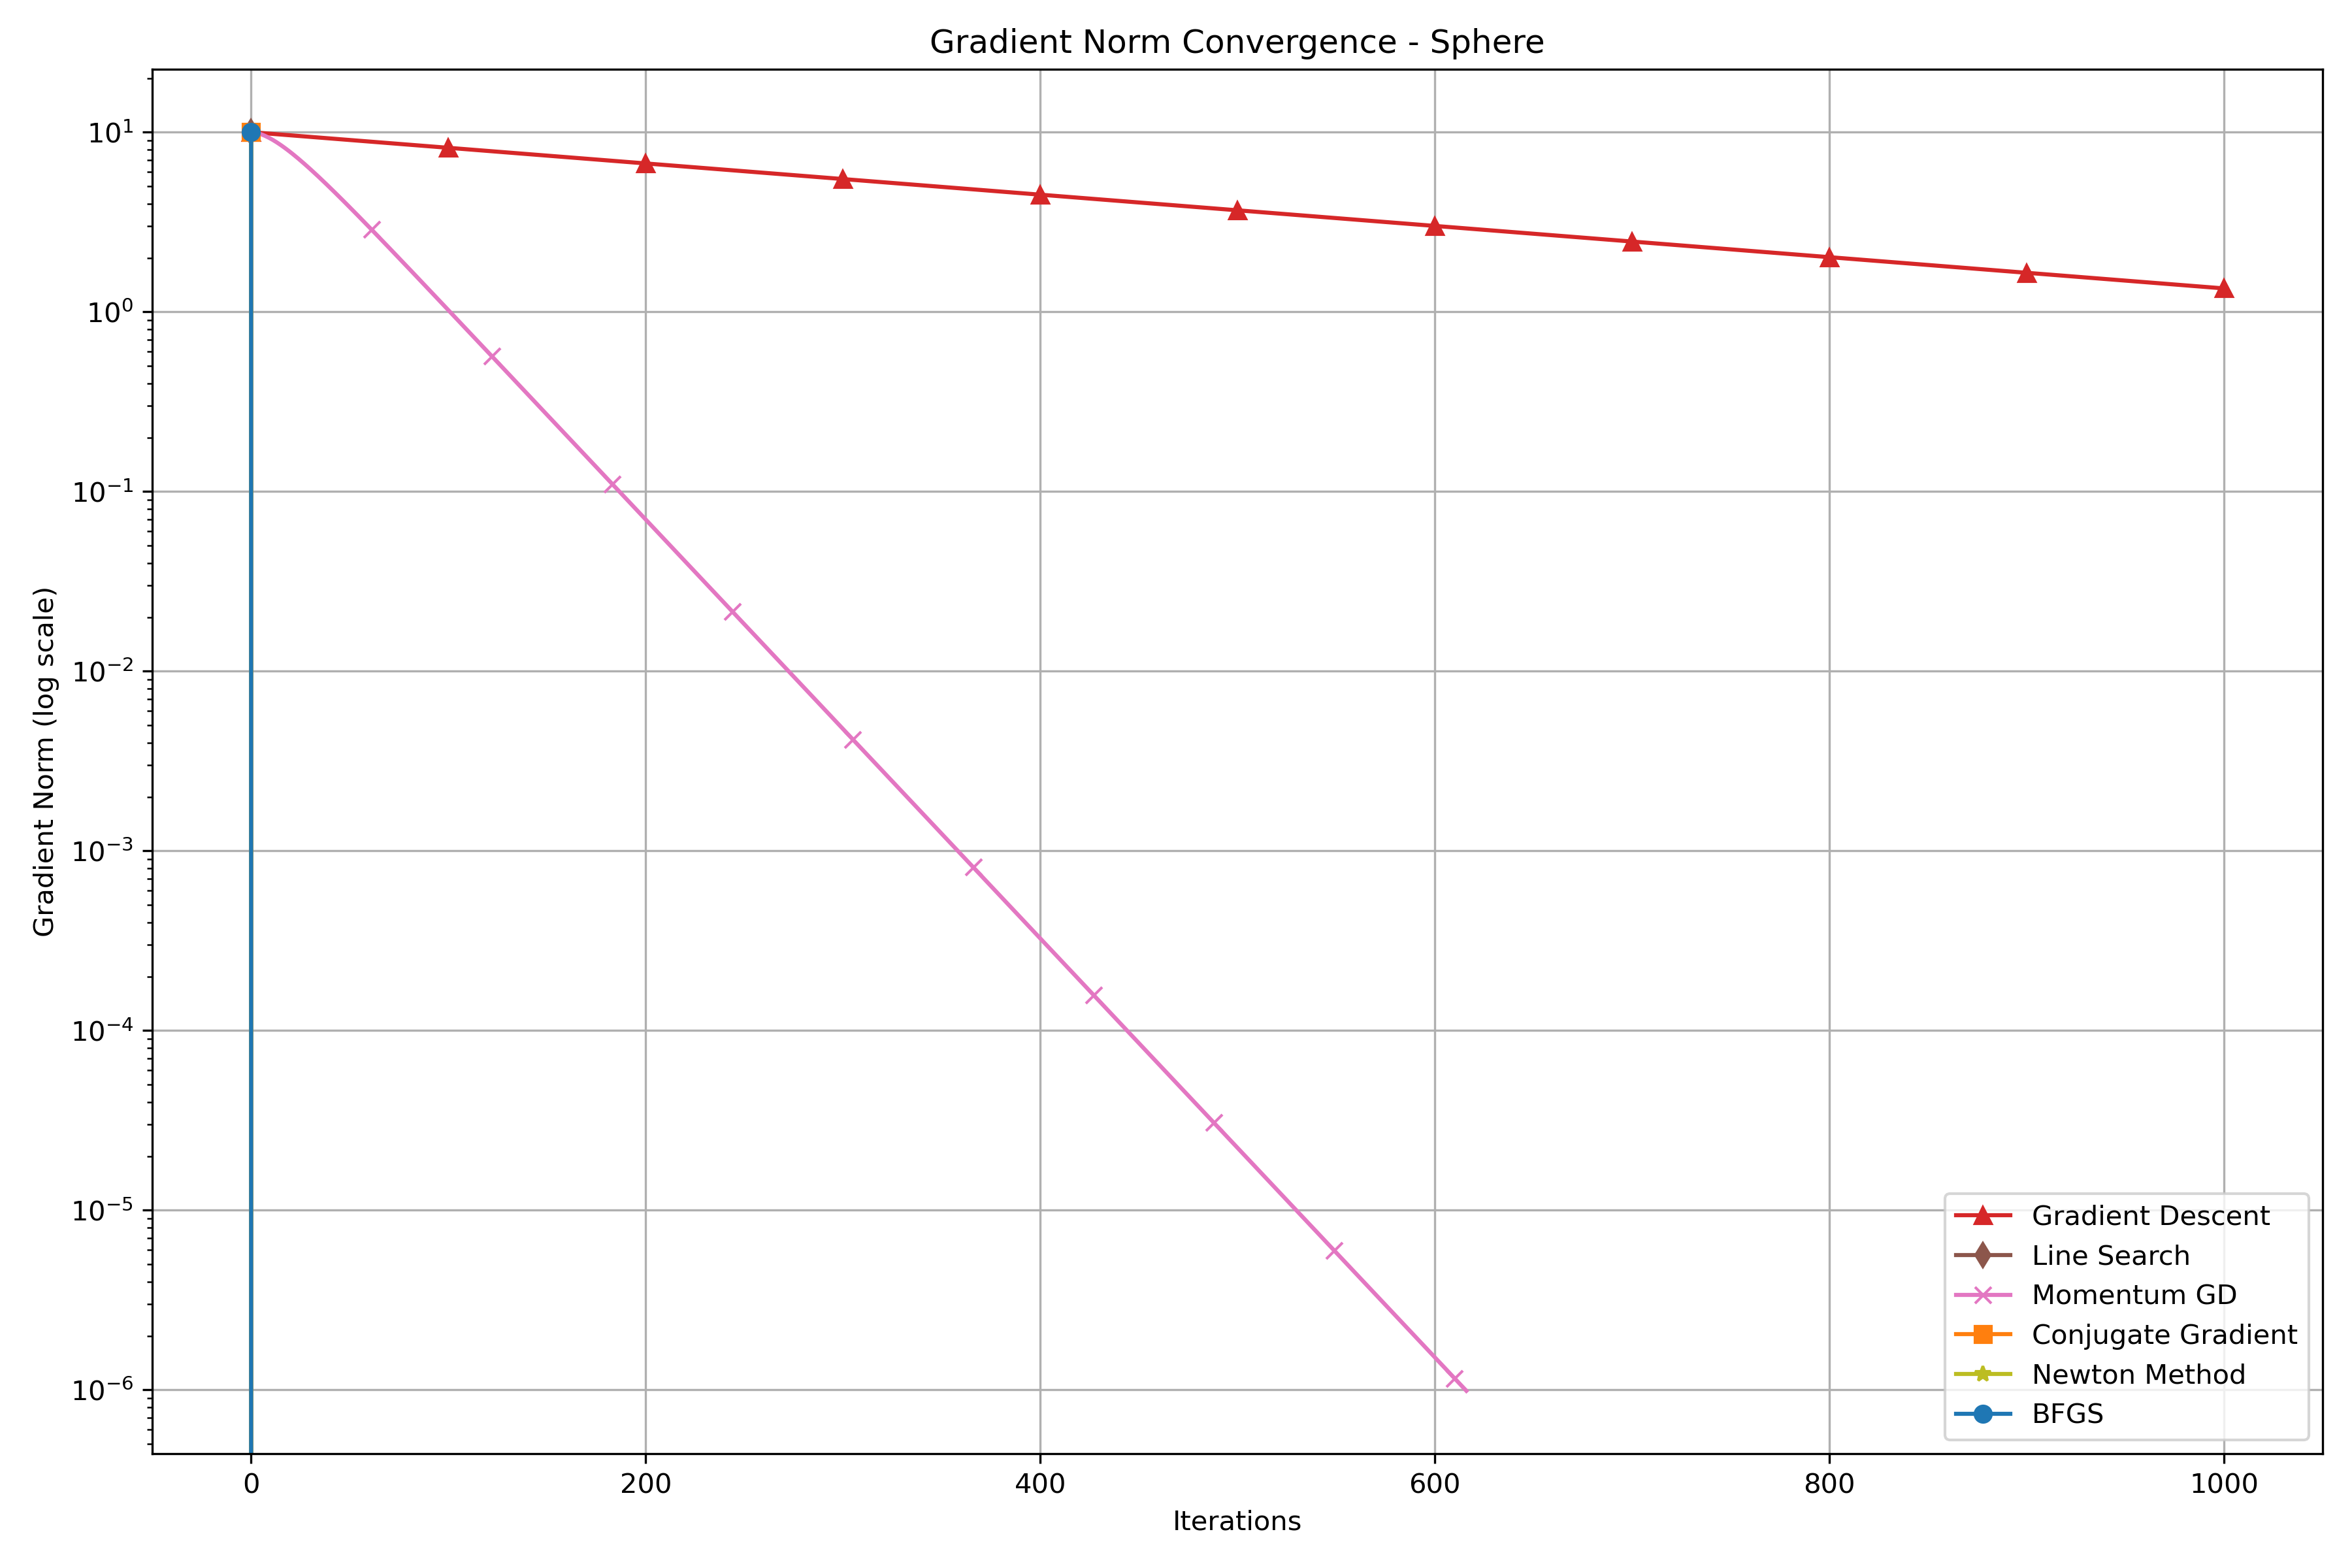 Gradient Norm Convergence - Sphere
Gradient Norm (log scale)
10¹
10⁰
10⁻¹
10⁻²
10⁻³
10⁻⁴
10⁻⁵
10⁻⁶
Gradient Descent
Line Search
Momentum GD
Conjugate Gradient
Newton Method
BFGS
0 200 400 600 800 1000
Iterations